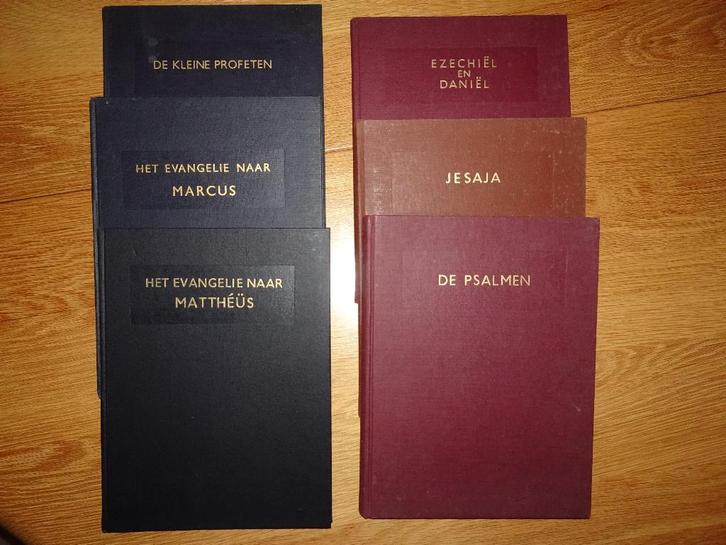 DE KLEINE PROFETEN
HET EVANGELIE NAAR
MARCUS
HET EVANGELIE NAAR
MATTHÉÜS
EZECHIËL
EN
DANIËL
JESAJA
DE PSALMEN